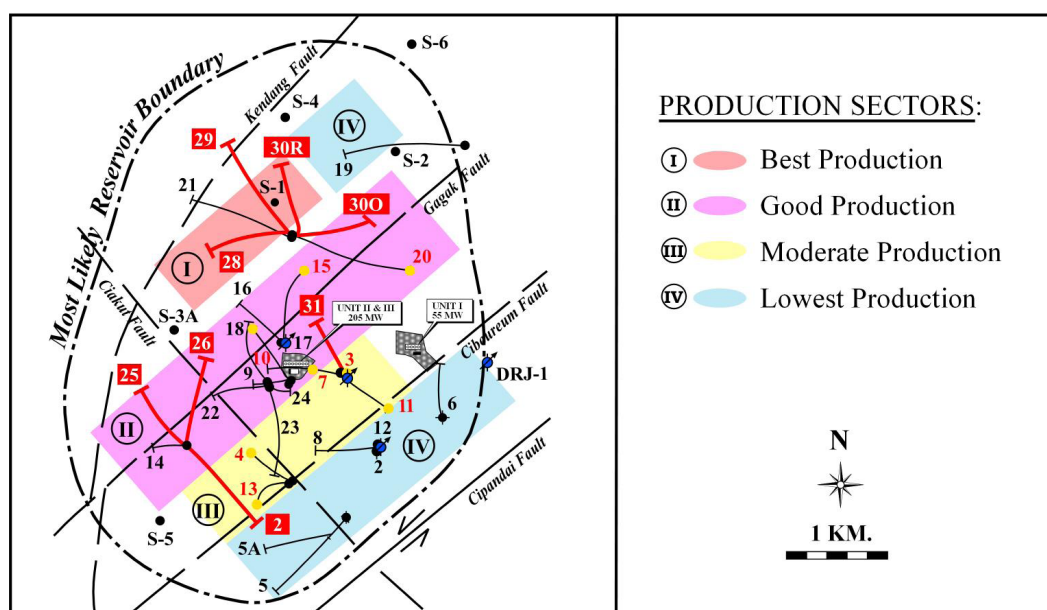 S-6
Most Likely Reservoir Boundary
Kendang Fault
S-4
IV
29
30R
19
S-2
21
S-1
30O
Gagak Fault
28
I
15
20
Ciakut Fault
S-3A
16
31
UNIT II & III
205 MW
UNIT I
55 MW
Cibeureum Fault
18
17
26
10
3
DRJ-1
25
9
7
22
24
11
6
II
23
12
8
IV
2
14
4
13
III
Cipandai Fault
S-5
2
5A
5
PRODUCTION SECTORS:
I Best Production
II Good Production
III Moderate Production
IV Lowest Production
N
1 KM.